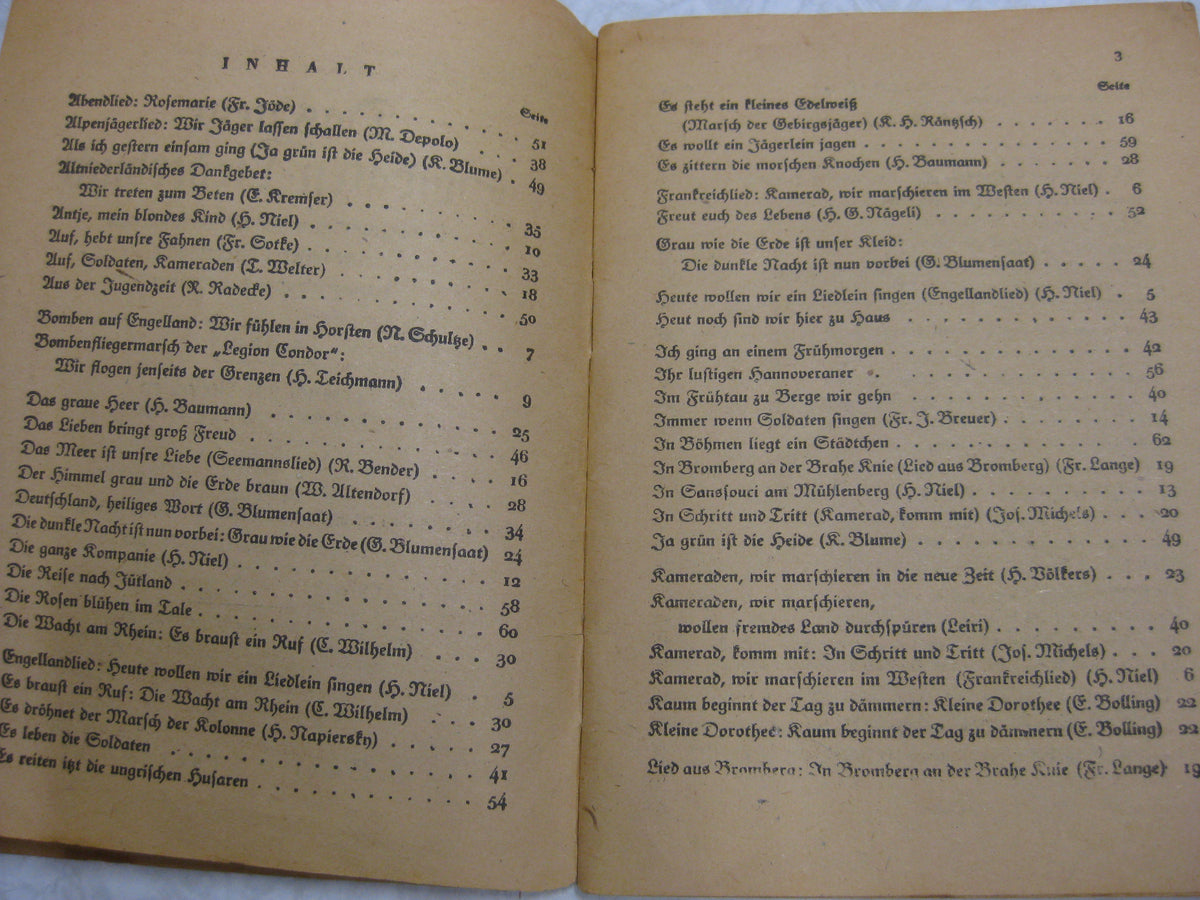 INHALT
Seite
Abendlied: Rosemarie (Fr. Jöde) . . . . . . . . . . 51
Alpenjägerlied: Wir Jäger lassen schallen (M. Depolo) . . . 38
Als ich gestern einsam ging (Ja grün ist die Heide) (K. Blume) . 49
Altniederländisches Dankgebet:
Wir treten zum Beten (E. Kremser) . . . . . . . . 35
Antje, mein blondes Kind (H. Niel) . . . . . . . . . . 10
Auf, hebt unsre Fahnen (Fr. Sotke) . . . . . . . . . . 33
Auf, Soldaten, Kameraden (T. Welter) . . . . . . . . . 18
Aus der Jugendzeit (R. Radecke) . . . . . . . . . . . 50
Bomben auf Engelland: Wir fühlen in Horsten (N. Schultze) . . 7
Bombenfliegermarsch der „Legion Condor“:
Wir flogen jenseits der Grenzen (H. Teichmann) . . . . . 9
Das graue Heer (H. Baumann) . . . . . . . . . . . . 25
Das Lieben bringt groß Freud . . . . . . . . . . . . 46
Das Meer ist unsre Liebe (Seemannslied) (R. Bender) . . . . 16
Der Himmel grau und die Erde braun (W. Altendorf) . . . . 28
Deutschland, heiliges Wort (G. Blumensaat) . . . . . . . 34
Die dunkle Nacht ist nun vorbei: Grau wie die Erde (G. Blumensaat) 24
Die ganze Kompanie (H. Niel) . . . . . . . . . . . . 12
Die Reise nach Jütland . . . . . . . . . . . . . . 58
Die Rosen blühen im Tale . . . . . . . . . . . . . 60
Die Wacht am Rhein: Es braust ein Ruf (C. Wilhelm) . . . . 30
Engellandlied: Heute wollen wir ein Liedlein singen (H. Niel) . 5
Es braust ein Ruf: Die Wacht am Rhein (C. Wilhelm) . . . . 30
Es dröhnet der Marsch der Kolonne (H. Napiersky) . . . . . 27
Es leben die Soldaten . . . . . . . . . . . . . . 41
Es reiten itzt die ungrischen Husaren . . . . . . . . . . 54
3
Seite
Es steht ein kleines Edelweiß
(Marsch der Gebirgsjäger) (K. H. Räntzsch) . . . . . . 16
Es wollt ein Jägerlein jagen . . . . . . . . . . . . 59
Es zittern die morschen Knochen (H. Baumann) . . . . . . 28
Frankreichlied: Kamerad, wir marschieren im Westen (H. Niel) . 6
Freut euch des Lebens (H. G. Nägeli) . . . . . . . . . 52
Grau wie die Erde ist unser Kleid:
Die dunkle Nacht ist nun vorbei (G. Blumensaat) . . . . . 24
Heute wollen wir ein Liedlein singen (Engellandlied) (H. Niel) . 5
Heut noch sind wir hier zu Haus . . . . . . . . . . . 43
Ich ging an einem Frühmorgen . . . . . . . . . . . . 42
Ihr lustigen Hannoveraner . . . . . . . . . . . . . 56
Im Frühtau zu Berge wir gehn . . . . . . . . . . . . 40
Immer wenn Soldaten singen (Fr. J. Breuer) . . . . . . . 14
In Böhmen liegt ein Städtchen . . . . . . . . . . . . 62
In Bromberg an der Brahe Knie (Lied aus Bromberg) (Fr. Lange) 19
In Sanssouci am Mühlenberg (H. Niel) . . . . . . . . . 13
In Schritt und Tritt (Kamerad, komm mit) (Jos. Michels) . . . 20
Ja grün ist die Heide (K. Blume) . . . . . . . . . . . 49
Kameraden, wir marschieren in die neue Zeit (H. Völkers) . . . 23
Kameraden, wir marschieren,
wollen fremdes Land durchspüren (Leiri) . . . . . . . . 40
Kamerad, komm mit: In Schritt und Tritt (Jos. Michels) . . . 20
Kamerad, wir marschieren im Westen (Frankreichlied) (H. Niel) 6
Kaum beginnt der Tag zu dämmern: Kleine Dorothee (E. Bolling) 22
Kleine Dorothee: Kaum beginnt der Tag zu dämmern (E. Bolling) 22
Lied aus Bromberg: In Bromberg an der Brahe Knie (Fr. Lange) 19